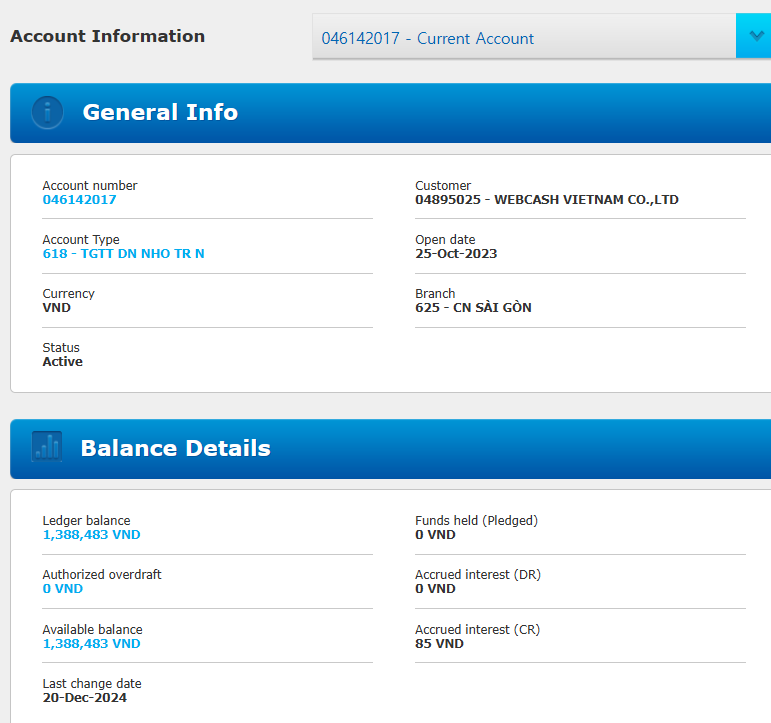 Account Information
046142017 - Current Account
General Info
Account number
046142017
Customer
04895025 - WEBCASH VIETNAM CO.,LTD
Account Type
618 - TGTT DN NHO TR N
Open date
25-Oct-2023
Currency
VND
Branch
625 - CN SÀI GÒN
Status
Active
Balance Details
Ledger balance
1,388,483 VND
Funds held (Pledged)
0 VND
Authorized overdraft
0 VND
Accrued interest (DR)
0 VND
Available balance
1,388,483 VND
Accrued interest (CR)
85 VND
Last change date
20-Dec-2024